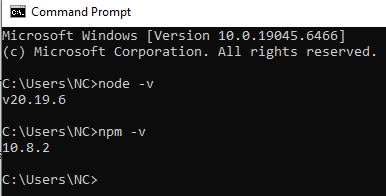 Command Prompt
Microsoft Windows [Version 10.0.19045.6466]
(c) Microsoft Corporation. All rights reserved.
C:\Users\NC>node -v
v20.19.6
C:\Users\NC>npm -v
10.8.2
C:\Users\NC>